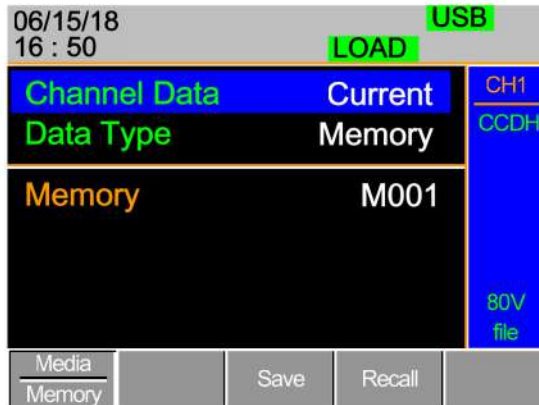 06/15/18 USB
16 : 50 LOAD
Channel Data Current
Data Type Memory
Memory M001
CH1
CCDH
80V
file
Media
Memory
Save
Recall